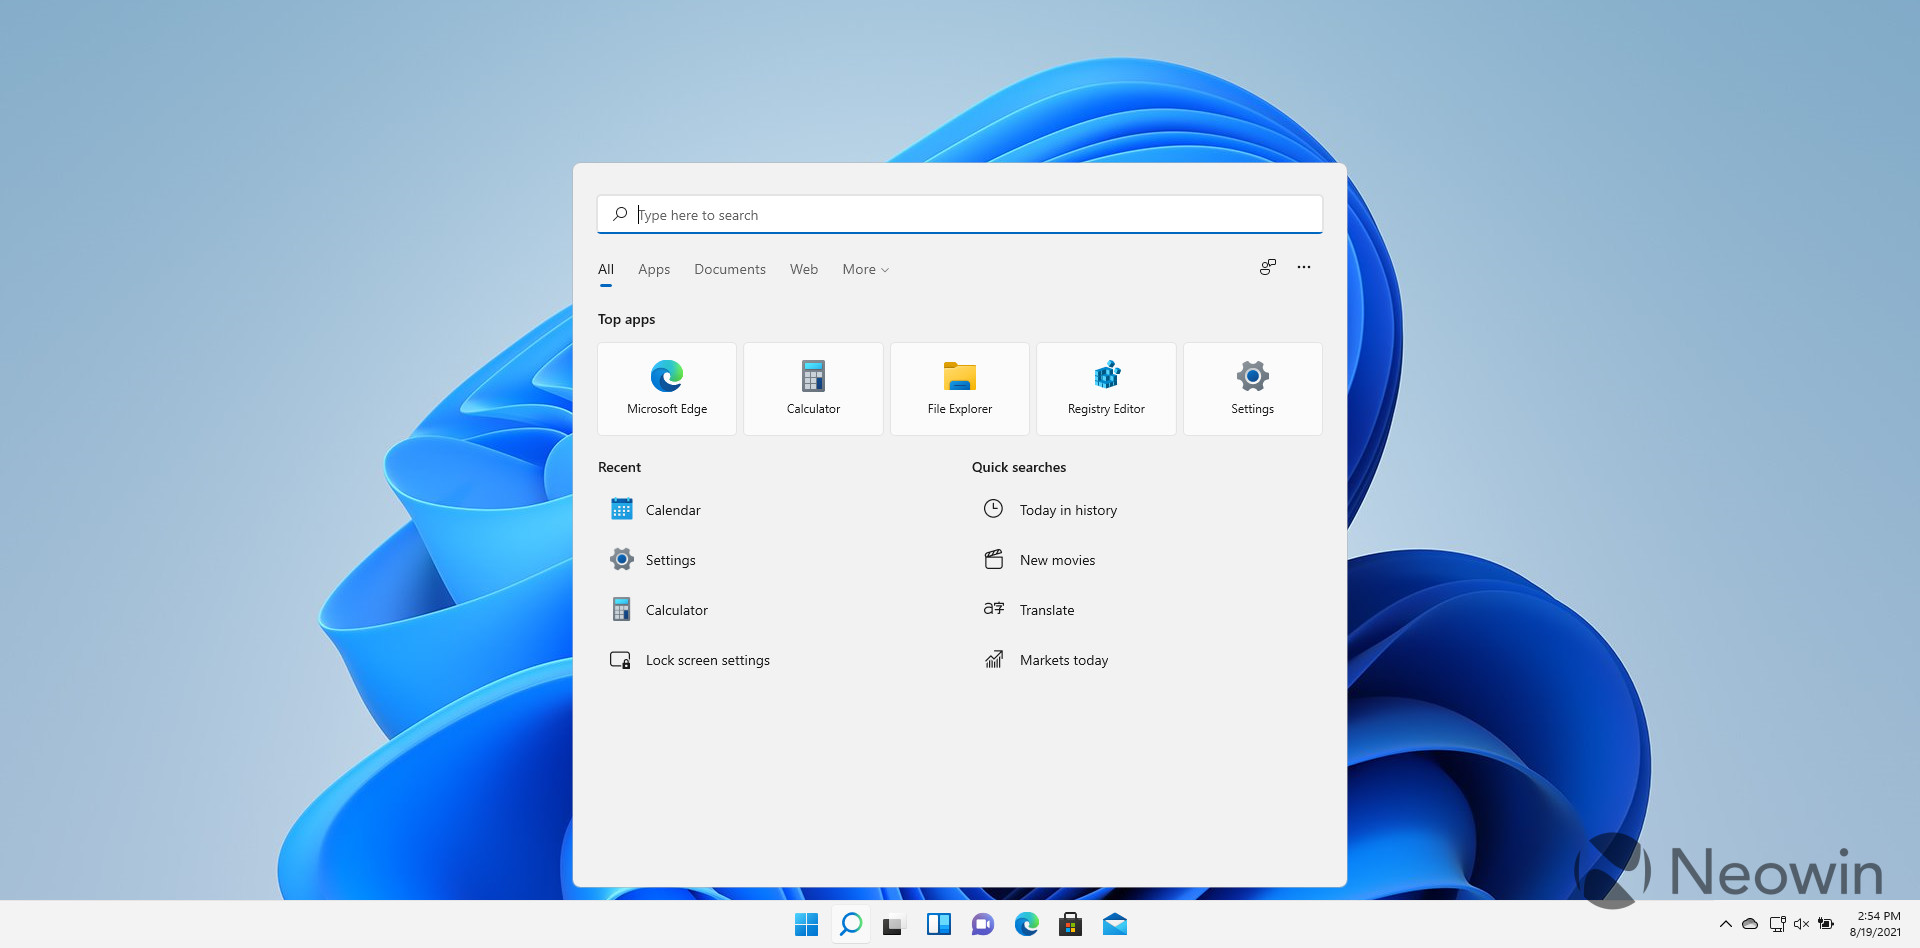 Type here to search
All Apps Documents Web More
Top apps
Microsoft Edge Calculator File Explorer Registry Editor Settings
Recent
Calendar
Settings
Calculator
Lock screen settings
Quick searches
Today in history
New movies
a字 Translate
Markets today
Neowin
2:54 PM
8/19/2021